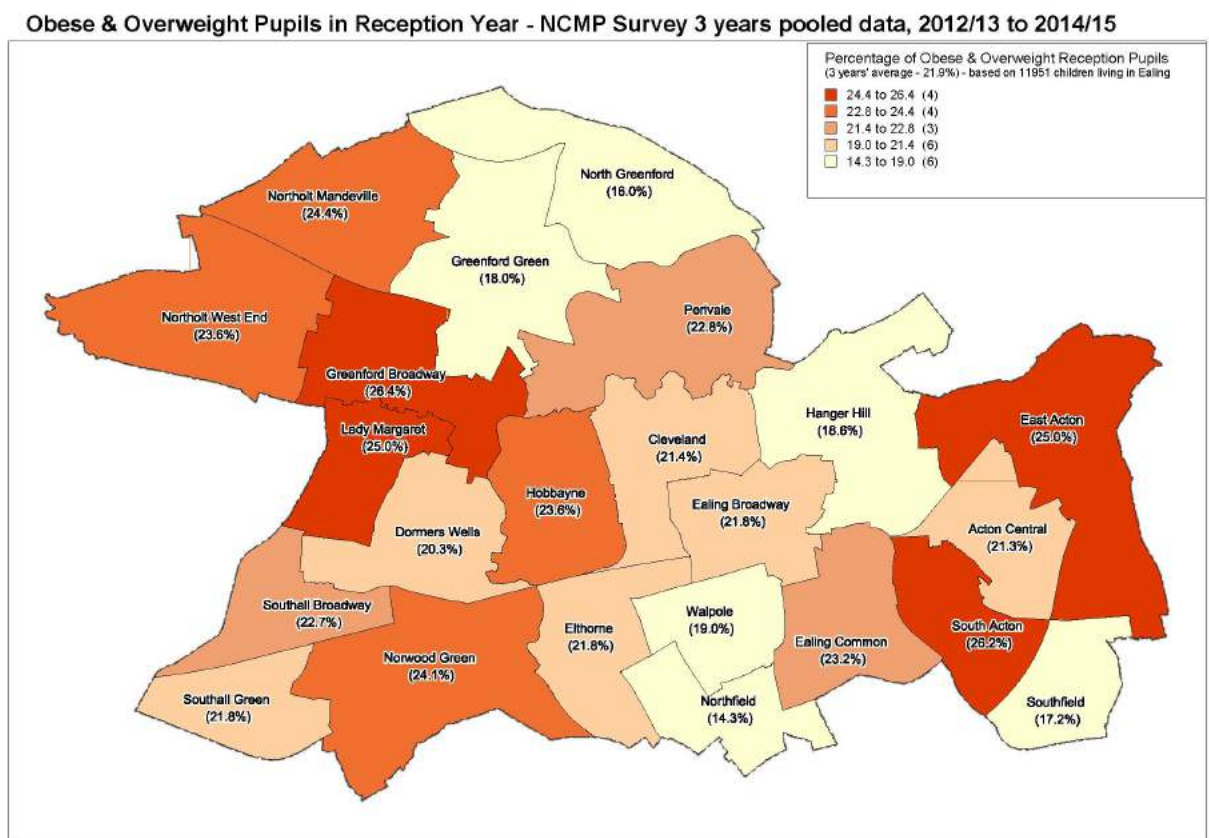 Obese & Overweight Pupils in Reception Year - NCMP Survey 3 years pooled data, 2012/13 to 2014/15
Percentage of Obese & Overweight Reception Pupils
(3 years' average - 21.9%) - based on 11951 children living in Ealing
24.4 to 26.4 (4)
22.8 to 24.4 (4)
21.4 to 22.8 (3)
19.0 to 21.4 (6)
14.3 to 19.0 (6)
North Greenford
(16.0%)
Northolt Mandeville
(24.4%)
Greenford Green
(18.0%)
Perivale
(22.8%)
Northolt West End
(23.6%)
Greenford Broadway
(26.4%)
Hanger Hill
(18.6%)
East Acton
(25.0%)
Lady Margaret
(25.0%)
Cleveland
(21.4%)
Hobbayne
(23.6%)
Ealing Broadway
(21.8%)
Dormers Wells
(20.3%)
Acton Central
(21.3%)
Southall Broadway
(22.7%)
Elthorne
(21.8%)
Walpole
(19.0%)
South Acton
(26.2%)
Ealing Common
(23.2%)
Norwood Green
(24.1%)
Southall Green
(21.8%)
Northfield
(14.3%)
Southfield
(17.2%)